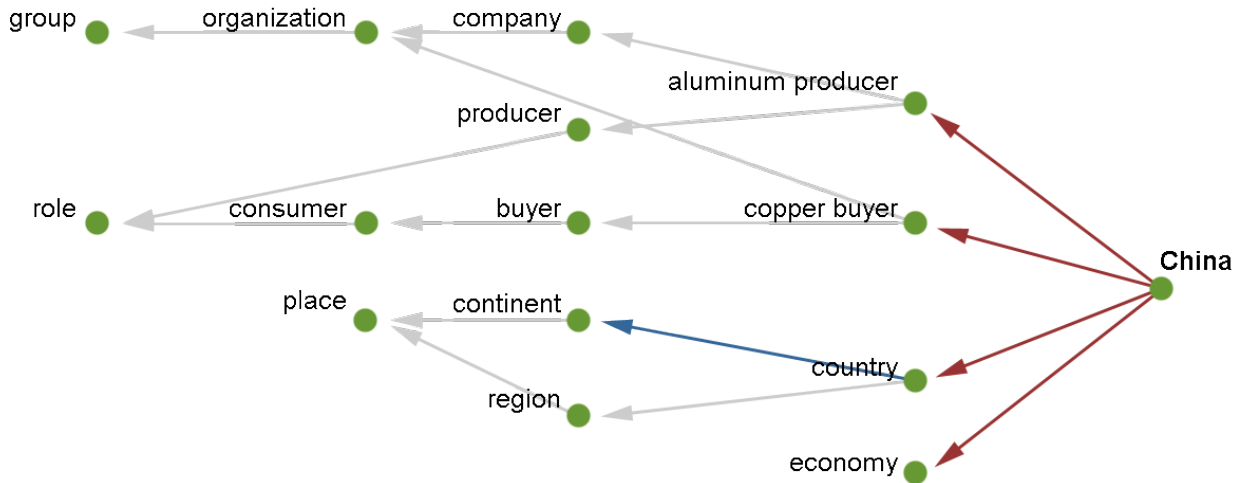 group
organization
company
aluminum producer
producer
role
consumer
buyer
copper buyer
China
place
continent
country
region
economy